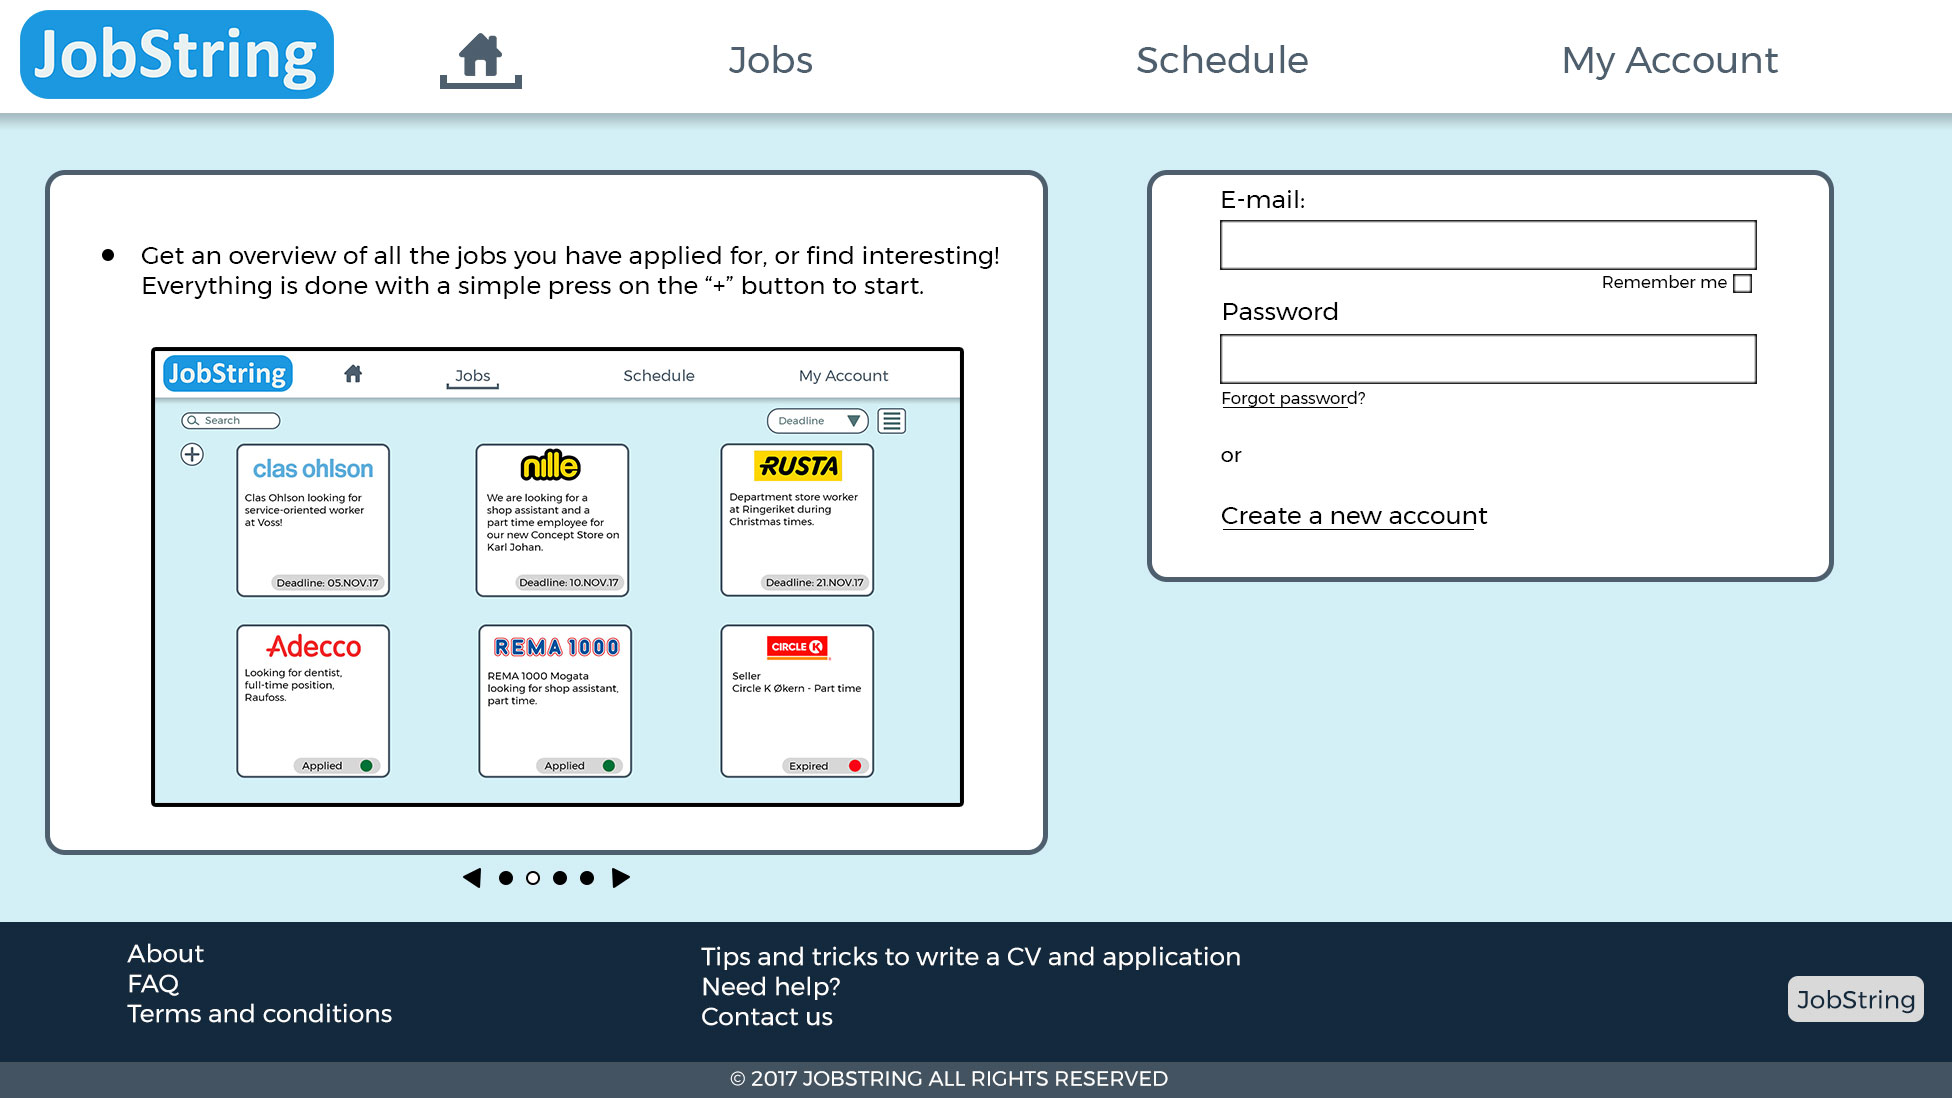 JobString
Jobs
Schedule
My Account
Get an overview of all the jobs you have applied for, or find interesting!
Everything is done with a simple press on the “+” button to start.
JobString
Jobs
Schedule
My Account
Search
Deadline
clas ohlson
Clas Ohlson looking for
service-oriented worker
at Voss!
Deadline: 05.NOV.17
nille
We are looking for a
shop assistant and a
part time employee for
our new Concept Store on
Karl Johan.
Deadline: 10.NOV.17
RUSTA
Department store worker
at Ringeriket during
Christmas times.
Deadline: 21.NOV.17
Adecco
Looking for dentist,
full-time position,
Raufoss.
Applied
REMA 1000
REMA 1000 Mogata
looking for shop assistant,
part time.
Applied
CIRCLE K
Seller
Circle K Økern - Part time
Expired
E-mail:
Remember me
Password
Forgot password?
or
Create a new account
About
FAQ
Terms and conditions
Tips and tricks to write a CV and application
Need help?
Contact us
JobString
© 2017 JOBSTRING ALL RIGHTS RESERVED